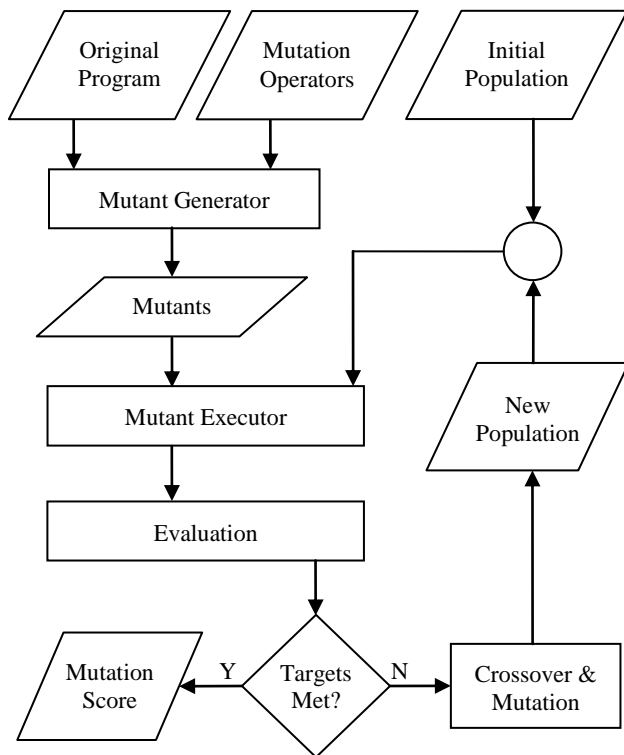 Original
Program
Mutation
Operators
Initial
Population
Mutant Generator
Mutants
Mutant Executor
New
Population
Evaluation
Mutation
Score
Y
Targets
Met?
N
Crossover &
Mutation